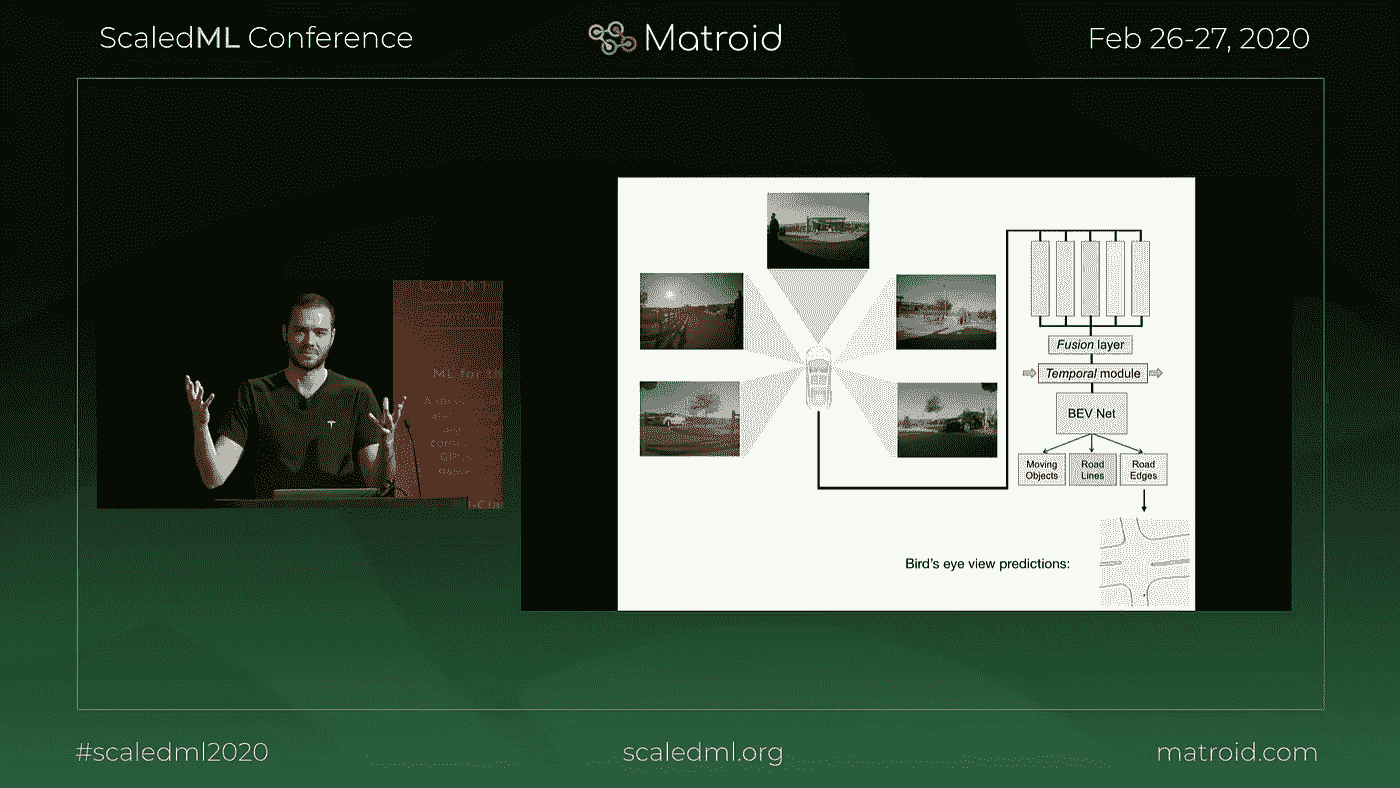 ScaledML Conference
Matroid
Feb 26-27, 2020
CONF
ML for th
Fusion layer
Temporal module
BEV Net
Moving
Objects
Road
Lines
Road
Edges
Bird's eye view predictions:
#scaledml2020
scaledml.org
matroid.com